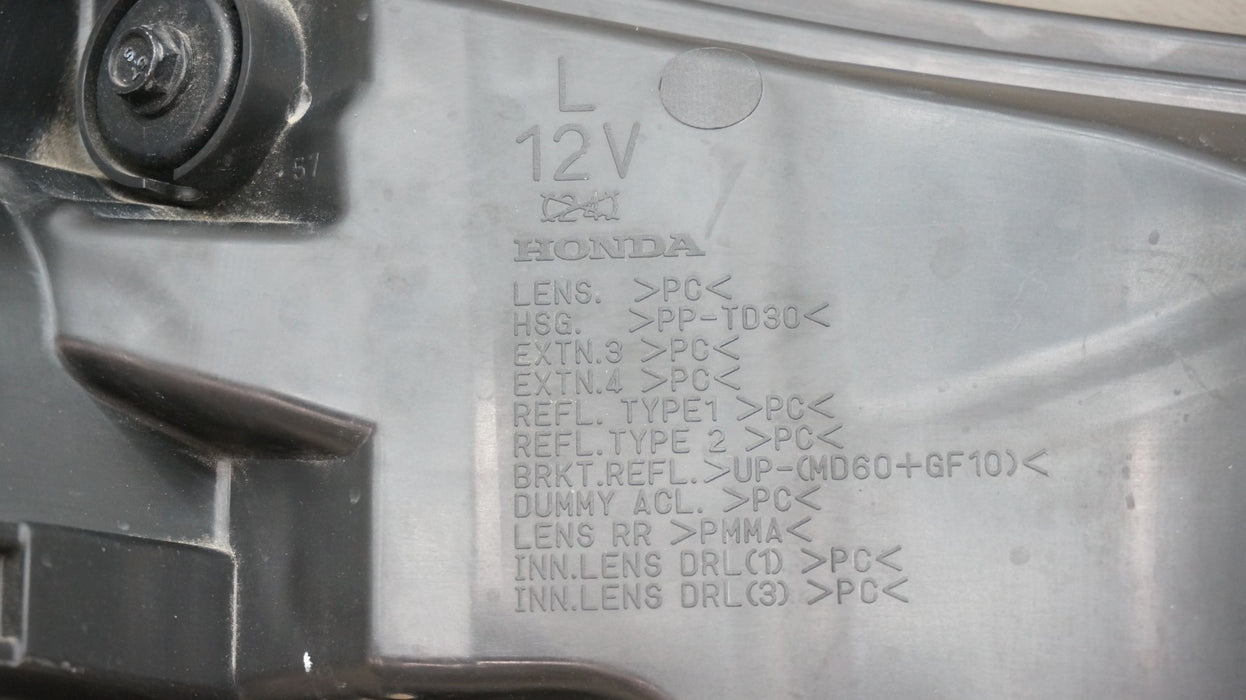 57
L
12V
HONDA
LENS. >PC<
HSG. >PP-TD30<
EXTN.3 >PC<
EXTN.4 >PC<
REFL. TYPE1 >PC<
REFL.TYPE 2 >PC<
BRKT.REFL.>UP-(MD60+GF10)<
DUMMY ACL. >PC<
LENS RR >PMMA<
INN.LENS DRL(1) >PC<
INN.LENS DRL(3) >PC<